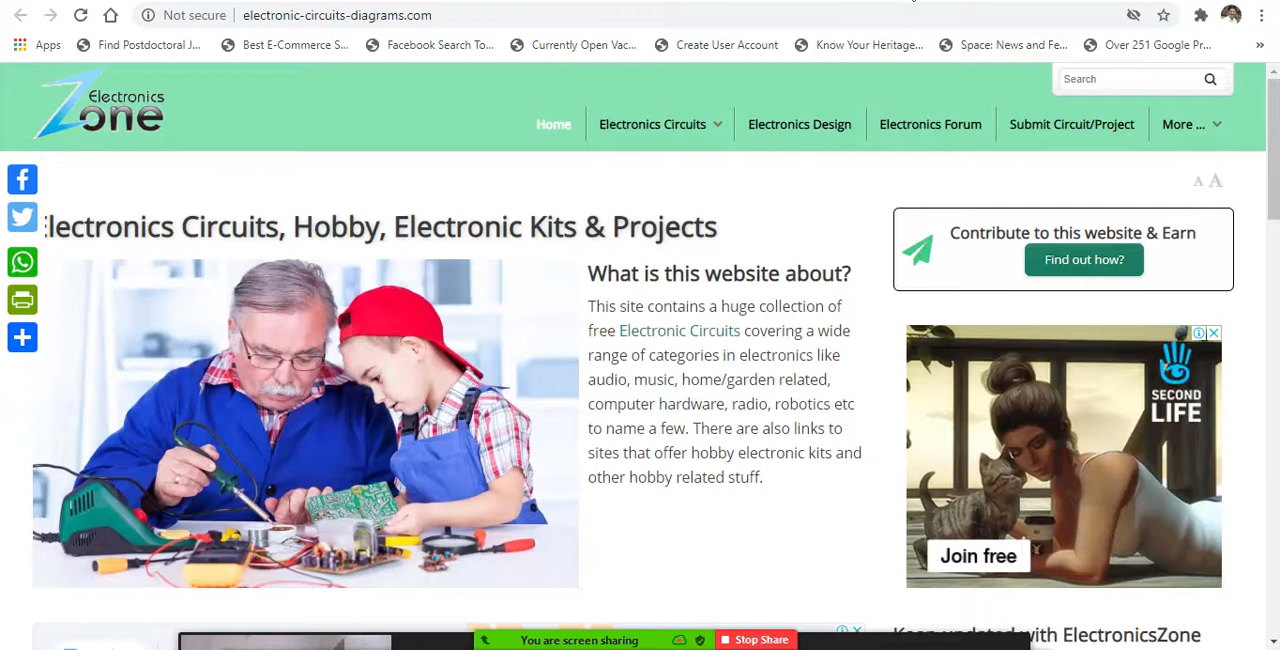 Not secure
electronic-circuits-diagrams.com
Apps
Find Postdoctoral J...
Best E-Commerce S...
Facebook Search To...
Currently Open Vac...
Create User Account
Know Your Heritage...
Space: News and Fe...
Over 251 Google Pr...
»
Electronics
Zone
Search
Home
Electronics Circuits
Electronics Design
Electronics Forum
Submit Circuit/Project
More ...
A A
Electronics Circuits, Hobby, Electronic Kits & Projects
What is this website about?
This site contains a huge collection of
free Electronic Circuits covering a wide
range of categories in electronics like
audio, music, home/garden related,
computer hardware, radio, robotics etc
to name a few. There are also links to
sites that offer hobby electronic kits and
other hobby related stuff.
Contribute to this website & Earn
Find out how?
SECOND
LIFE
Join free
You are screen sharing
Stop Share
Keep updated with ElectronicsZone